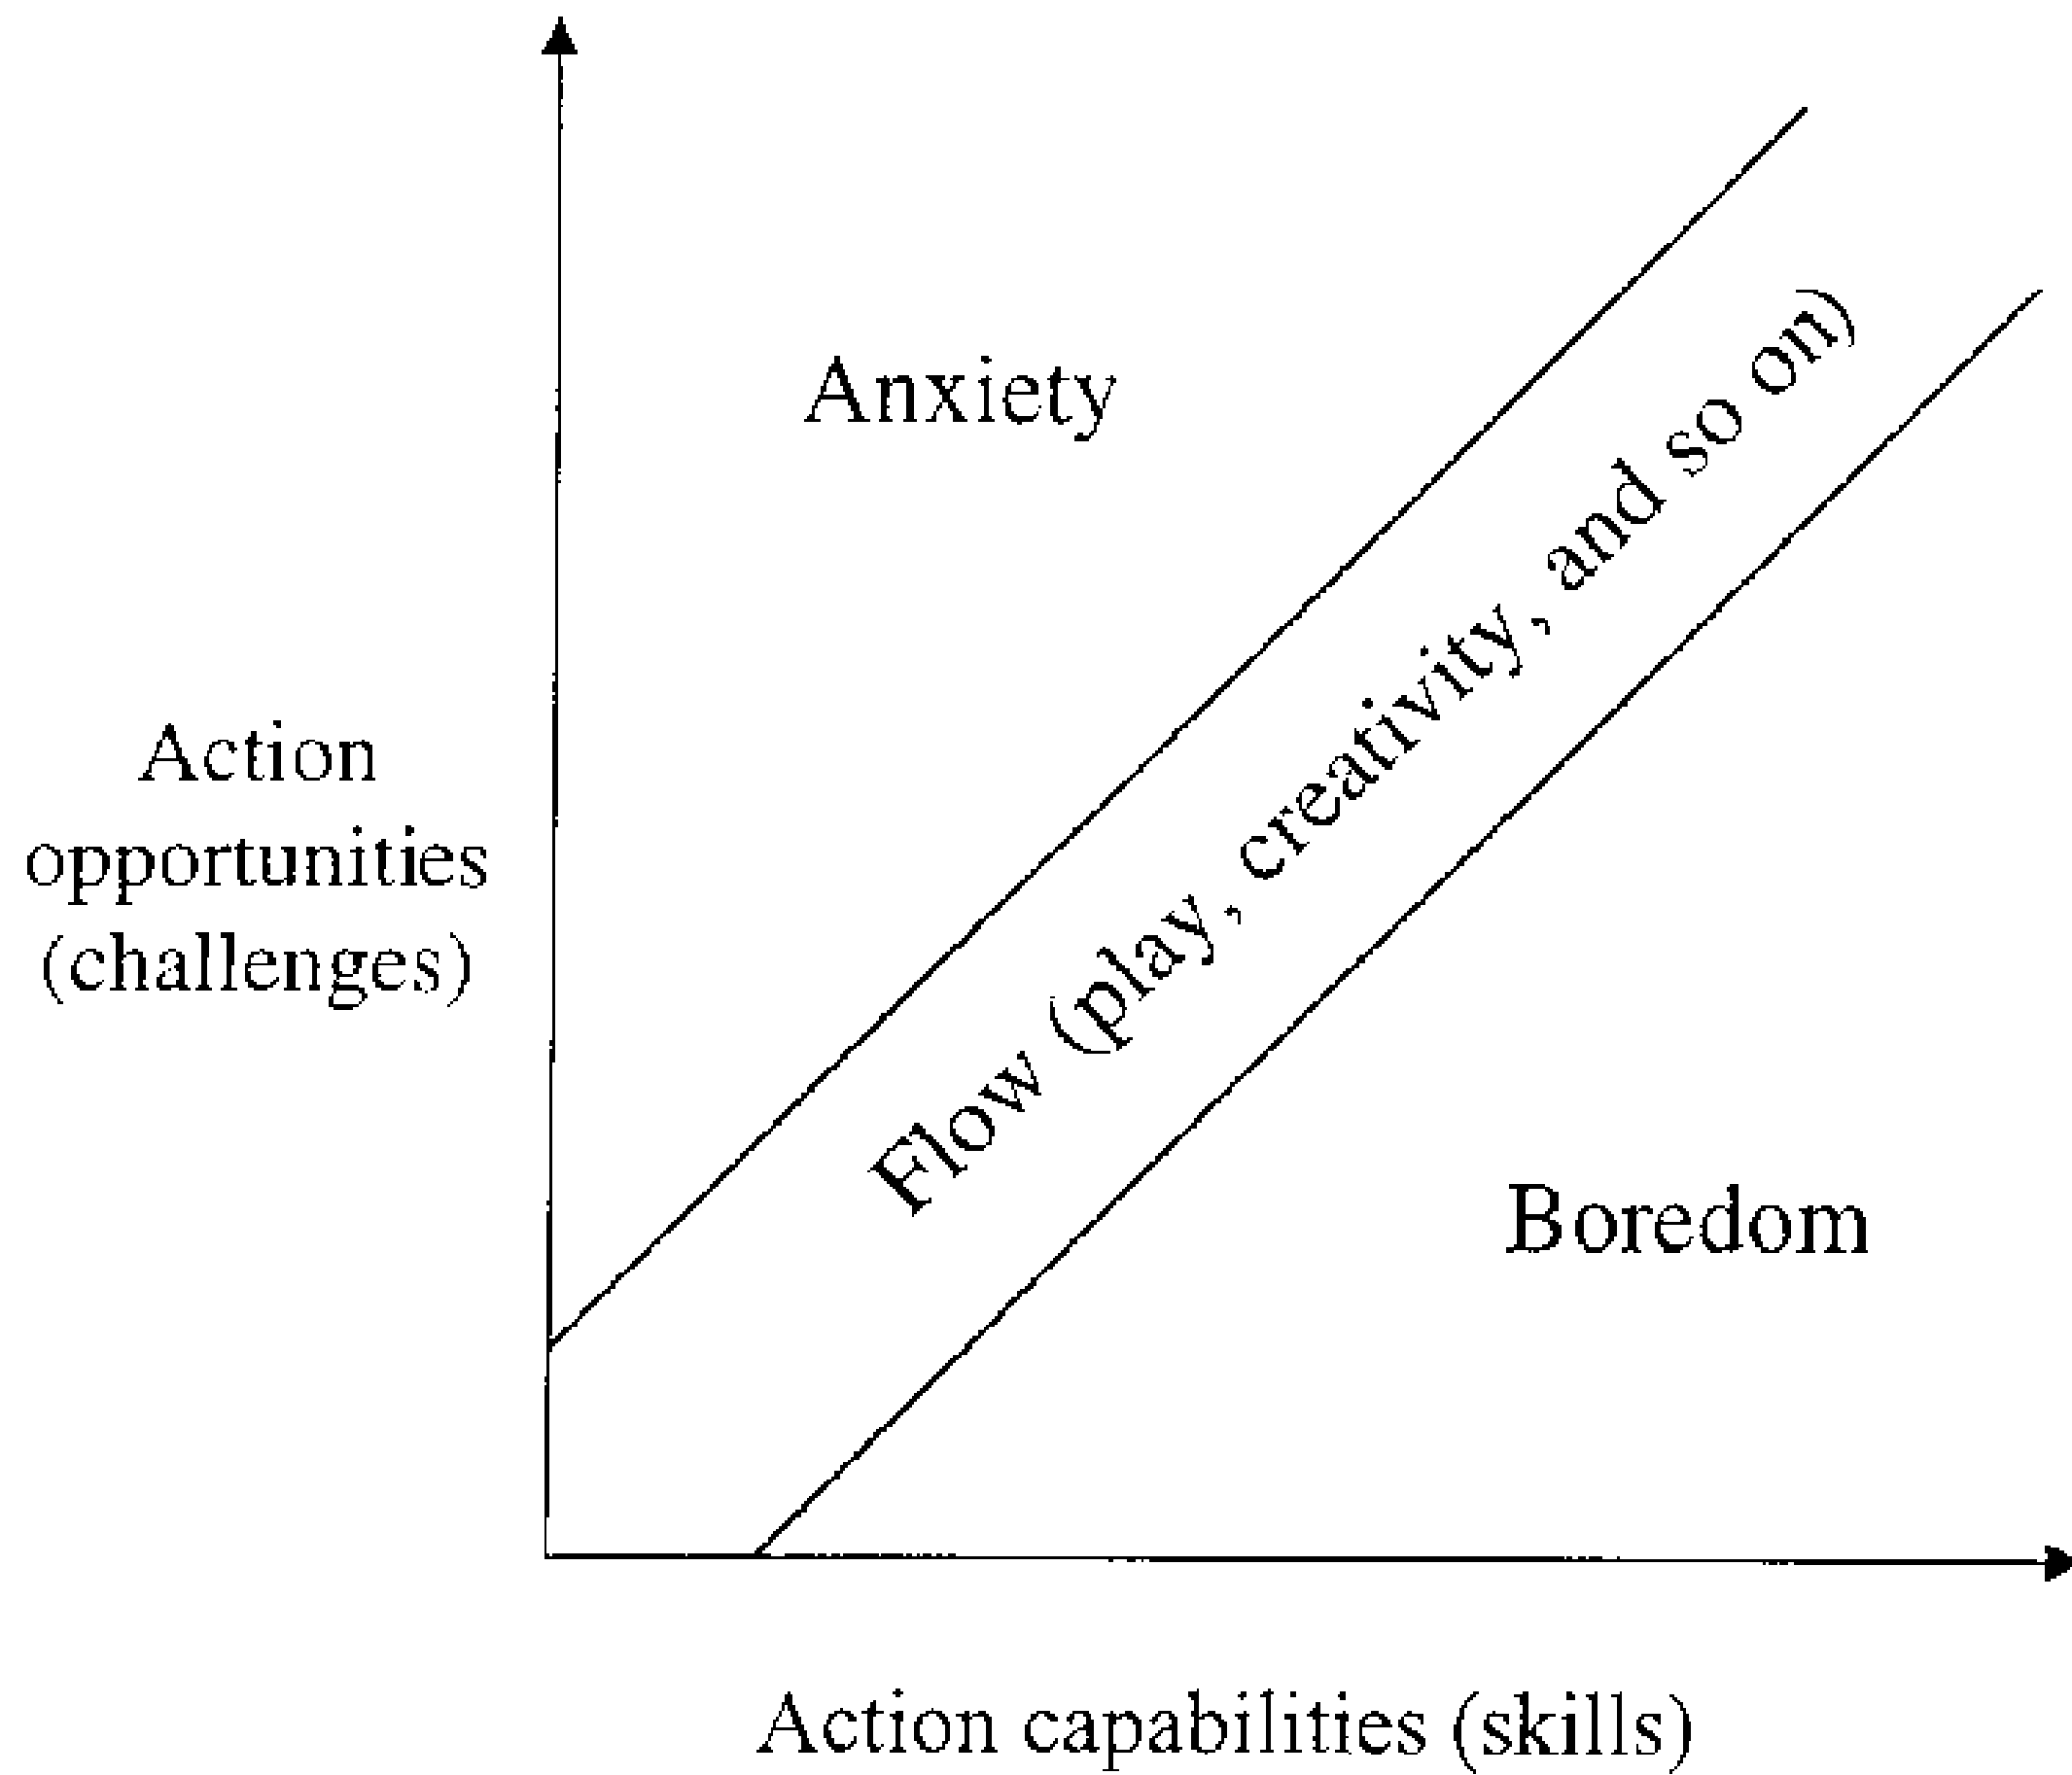 Anxiety
Action
opportunities
(challenges)
Flow (play, creativity, and so on)
Boredom
Action capabilities (skills)